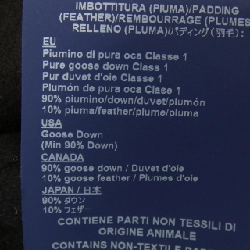 IMBOTTITURA (PIUMA)/PADDING
(FEATHER)/REMBOURRAGE (PLUMES
RELLENO (PLUMA)/パディング(羽毛):
EU
Piumino di pura oca Classe 1
Pure goose down Classe 1
Pur duvet d'oie Classe 1
Plumón de pura oca Classe 1
90% piumino/down/duvet/plumón
10% piuma/feather/plume/pluma
USA
Goose Down
(Min 90% Down)
CANADA
90% goose down / Duvet d'oie
10% goose feather / Plumes d'oie
JAPAN / 日本
90% ダウン
10% フェザー
CONTIENE PARTI NON TESSILI DI
ORIGINE ANIMALE
CONTAINS NON-TEXTILE PARTS